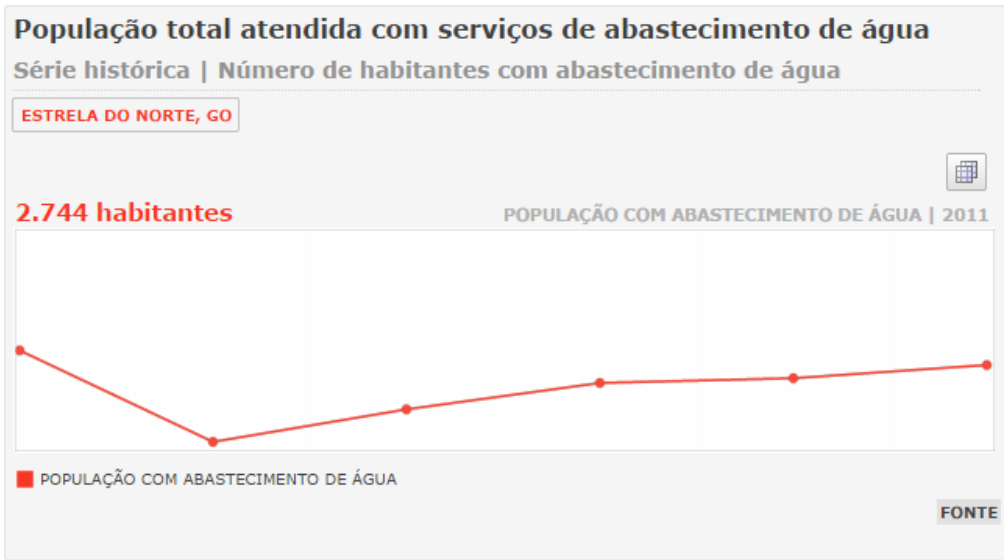 População total atendida com serviços de abastecimento de água
Série histórica | Número de habitantes com abastecimento de água
ESTRELA DO NORTE, GO
2.744 habitantes
POPULAÇÃO COM ABASTECIMENTO DE ÁGUA | 2011
POPULAÇÃO COM ABASTECIMENTO DE ÁGUA
FONTE